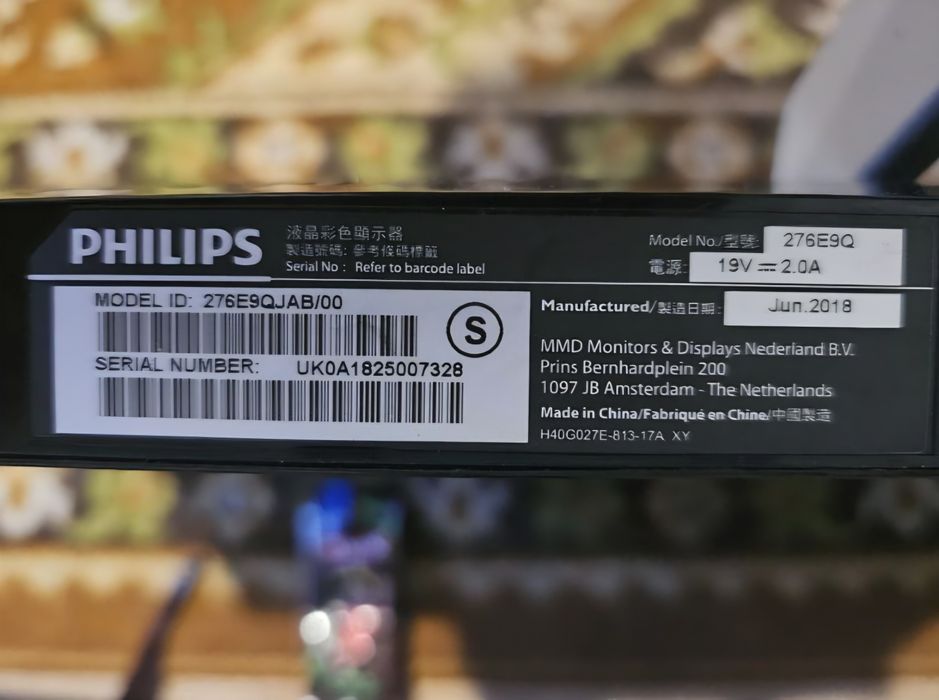 PHILIPS
液晶彩色顯示器
製造號碼: 參考條碼標籤
Serial No : Refer to barcode label
Model No./型號: 276E9Q
電源: 19V ⎓ 2.0A
MODEL ID: 276E9QJAB/00
SERIAL NUMBER: UK0A1825007328
S
Manufactured/製造日期: Jun.2018
MMD Monitors & Displays Nederland B.V.
Prins Bernhardplein 200
1097 JB Amsterdam - The Netherlands
Made in China/Fabriqué en Chine/中國製造
H40G027E-813-17A XY